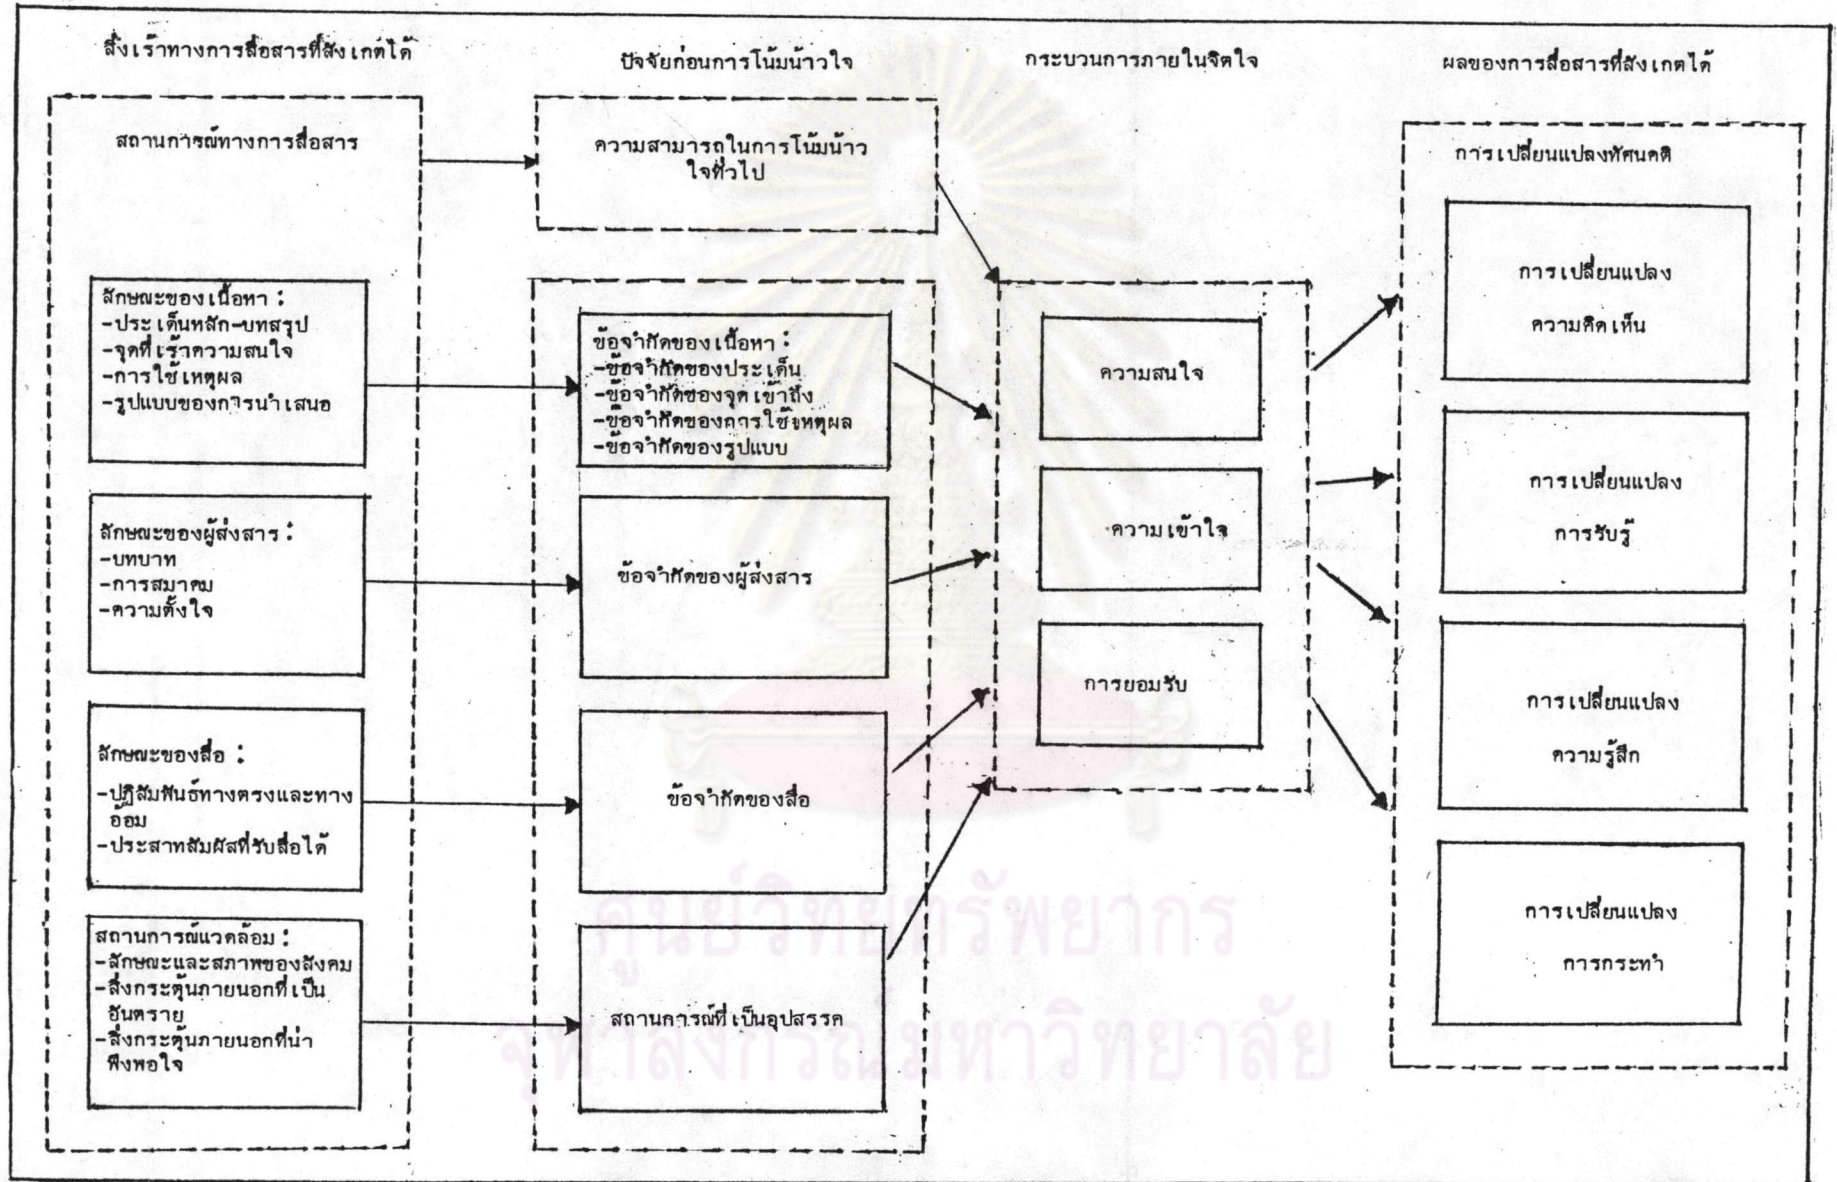 สิ่งเร้าทางการสื่อสารที่สังเกตได้
ปัจจัยก่อนการโน้มน้าวใจ
กระบวนการภายในจิตใจ
ผลของการสื่อสารที่สังเกตได้
สถานการณ์ทางการสื่อสาร
ลักษณะของเนื้อหา :
-ประเด็นหลัก-บทสรุป
-จุดที่เร้าความสนใจ
-การใช้เหตุผล
-รูปแบบของการนำเสนอ
ลักษณะของผู้ส่งสาร :
-บทบาท
-การสมาคม
-ความตั้งใจ
ลักษณะของสื่อ :
-ปฏิสัมพันธ์ทางตรงและทาง
อ้อม
-ประสาทสัมผัสที่รับสื่อได้
สถานการณ์แวดล้อม :
-ลักษณะและสภาพของสังคม
-สิ่งกระตุ้นภายนอกที่เป็น
อันตราย
-สิ่งกระตุ้นภายนอกที่น่า
พึงพอใจ
ความสามารถในการโน้มน้าว
ใจทั่วไป
ข้อจำกัดของเนื้อหา :
-ข้อจำกัดของประเด็น
-ข้อจำกัดของจุดเข้าถึง
-ข้อจำกัดของการใช้เหตุผล
-ข้อจำกัดของรูปแบบ
ข้อจำกัดของผู้ส่งสาร
ข้อจำกัดของสื่อ
สถานการณ์ที่เป็นอุปสรรค
ความสนใจ
ความเข้าใจ
การยอมรับ
การเปลี่ยนแปลงทัศนคติ
การเปลี่ยนแปลง
ความคิดเห็น
การเปลี่ยนแปลง
การรับรู้
การเปลี่ยนแปลง
ความรู้สึก
การเปลี่ยนแปลง
การกระทำ
ศูนย์วิทยทรัพยากร
จุฬาลงกรณ์มหาวิทยาลัย